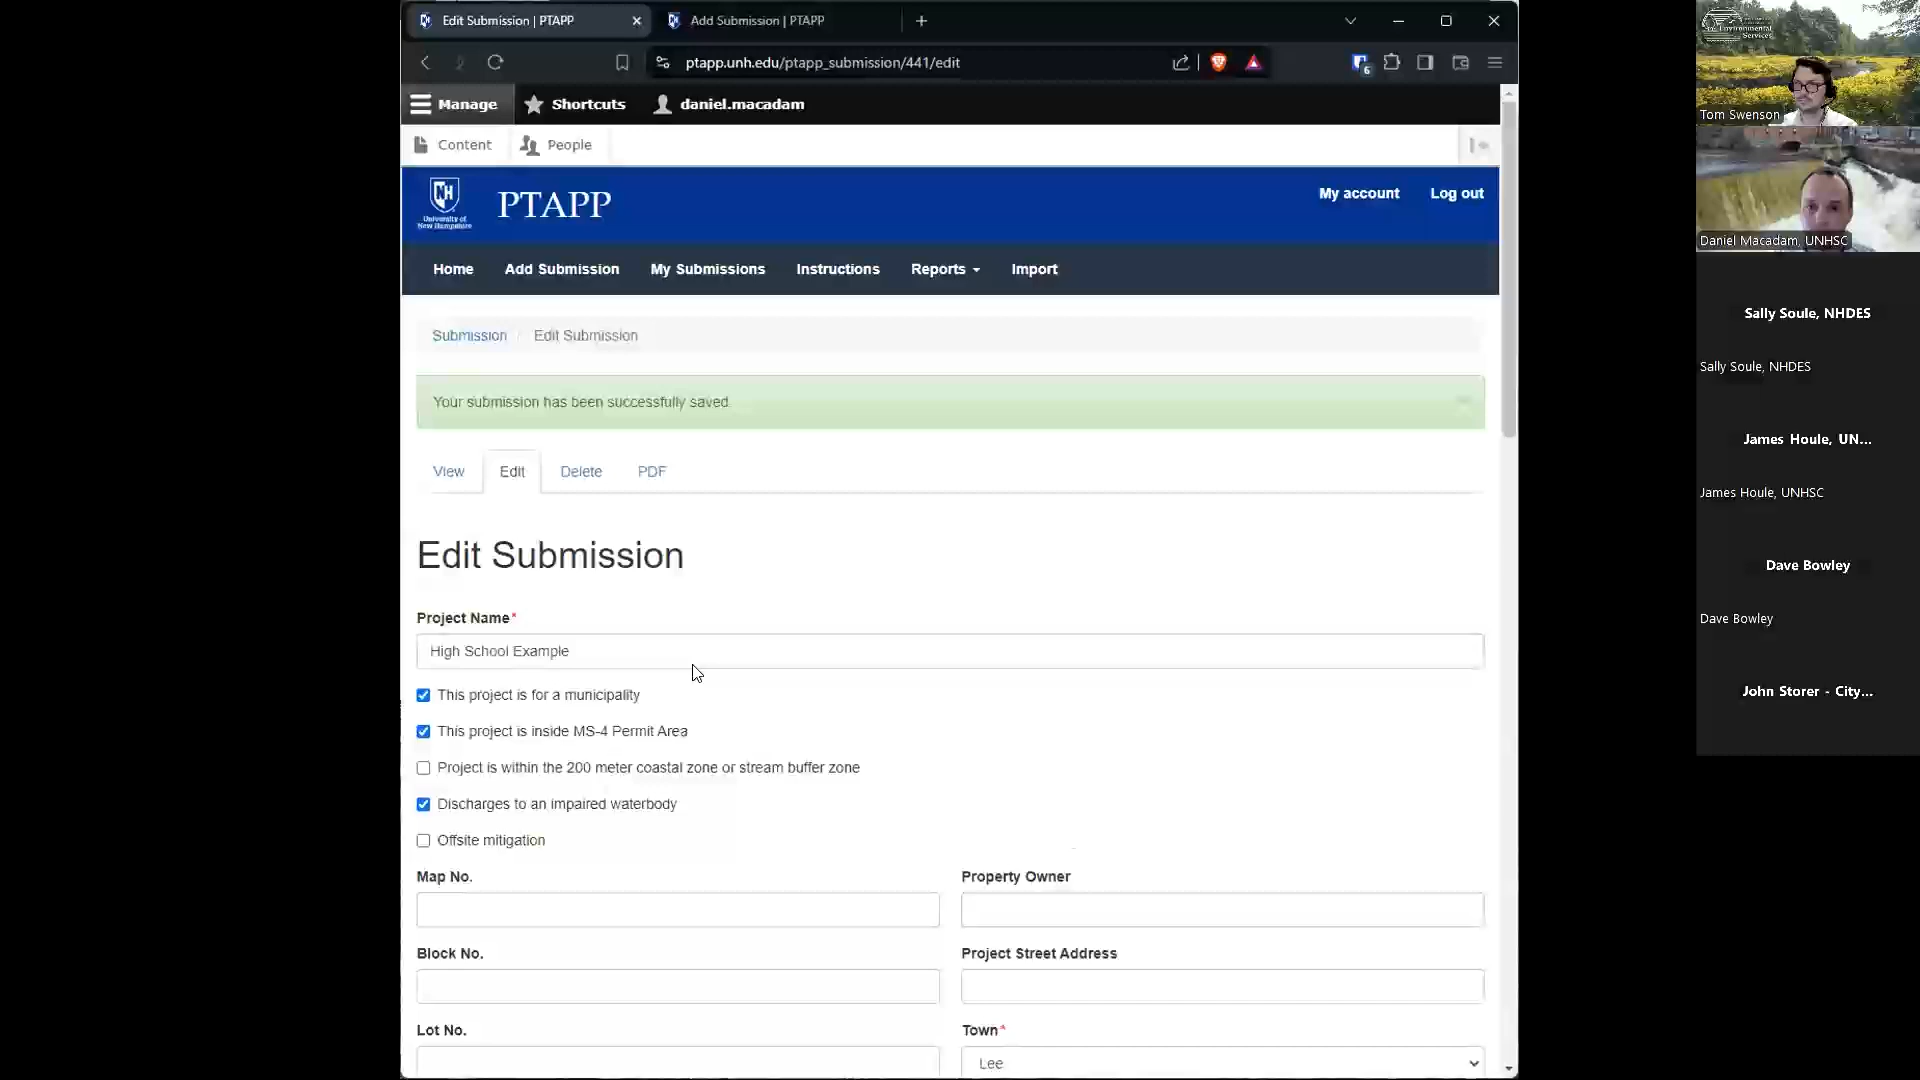 Edit Submission | PTAPP
Add Submission | PTAPP
ptapp.unh.edu/ptapp_submission/441/edit
6
Manage
Shortcuts
daniel.macadam
Content
People
NH
University of
New Hampshire
PTAPP
My account
Log out
Home
Add Submission
My Submissions
Instructions
Reports
Import
Submission
Edit Submission
Your submission has been successfully saved.
View
Edit
Delete
PDF
Edit Submission
Project Name*
High School Example
This project is for a municipality
This project is inside MS-4 Permit Area
Project is within the 200 meter coastal zone or stream buffer zone
Discharges to an impaired waterbody
Offsite mitigation
Map No.
Property Owner
Block No.
Project Street Address
Lot No.
Town*
Lee
Environmental
Services
Tom Swenson
Daniel Macadam, UNHSC
Sally Soule, NHDES
Sally Soule, NHDES
James Houle, UN...
James Houle, UNHSC
Dave Bowley
Dave Bowley
John Storer - City...